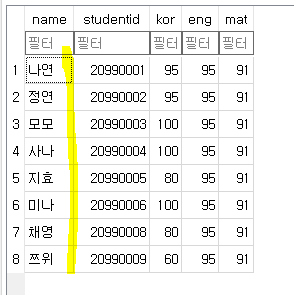 name studentid kor eng mat
필터 필터 필터 필터 필터
1 나연 20990001 95 95 91
2 정연 20990002 95 95 91
3 모모 20990003 100 95 91
4 사나 20990004 100 95 91
5 지효 20990005 80 95 91
6 미나 20990006 100 95 91
7 채영 20990008 80 95 91
8 쯔위 20990009 60 95 91